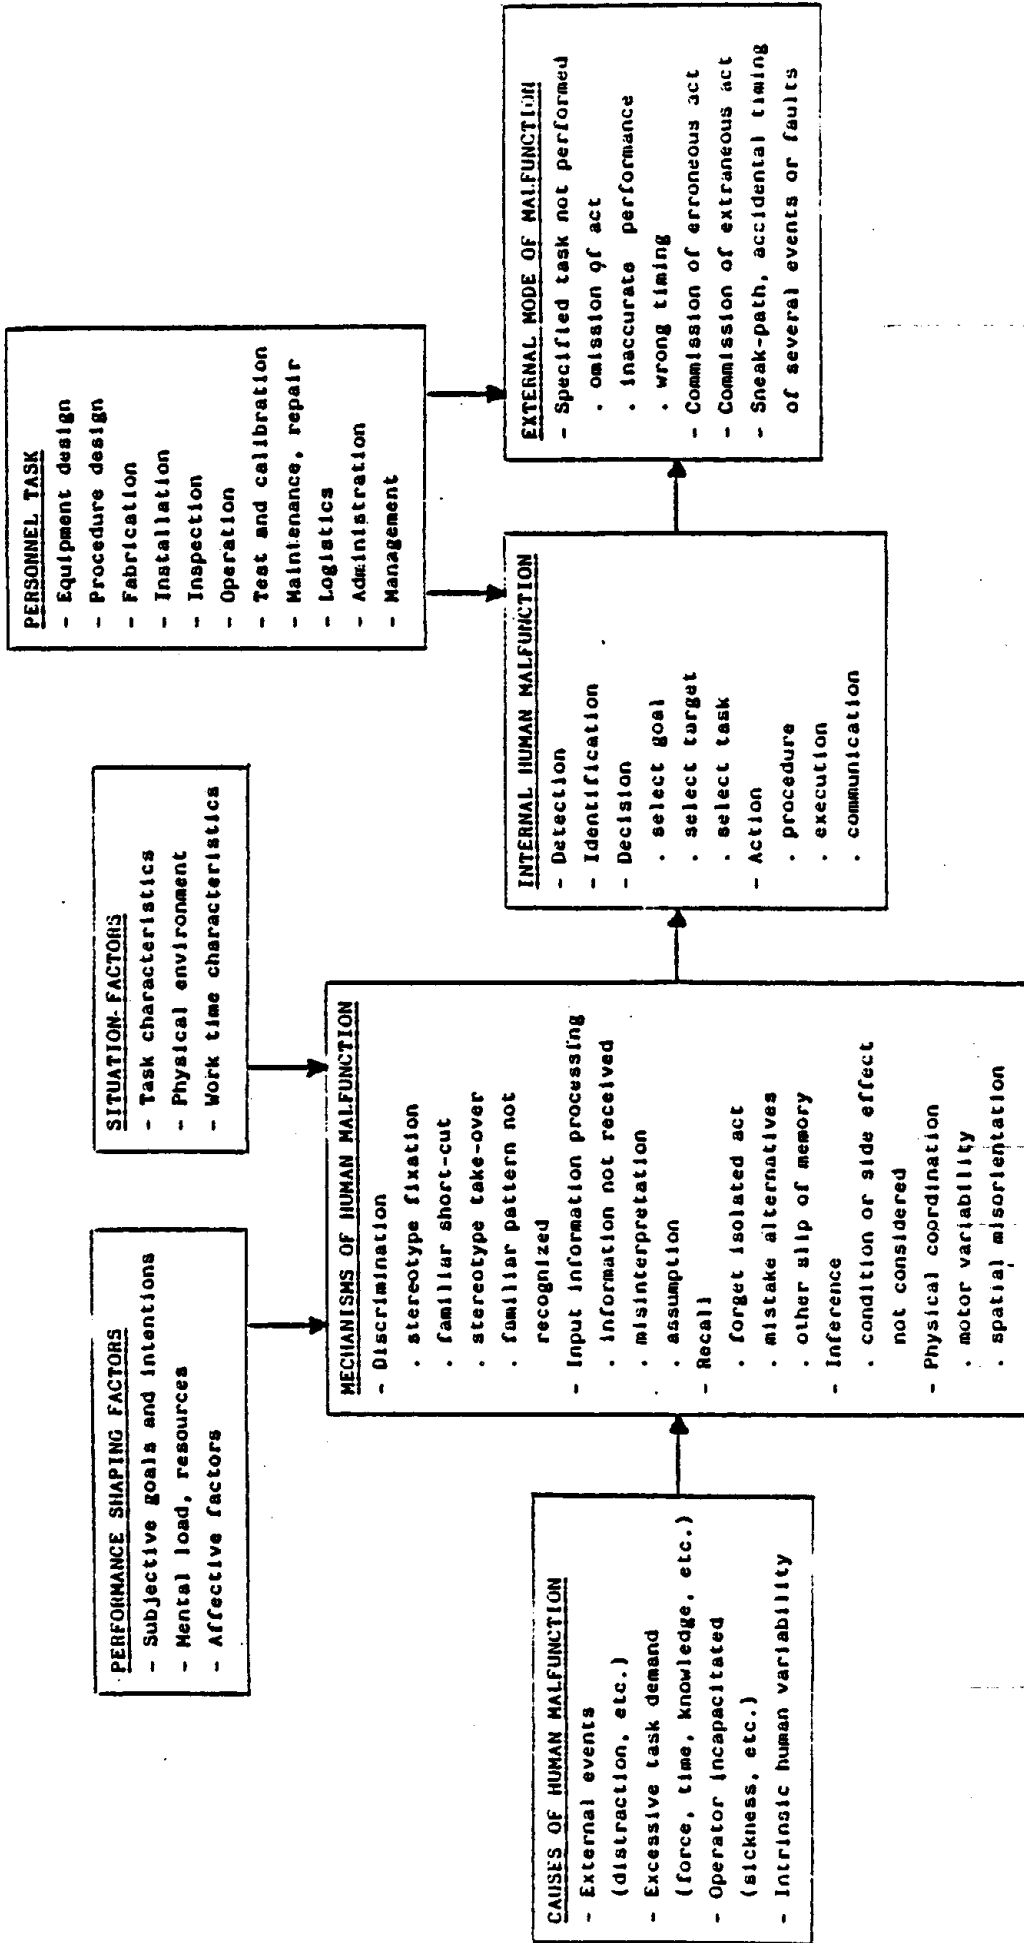 PERFORMANCE SHAPING FACTORS
- Subjective goals and intentions
- Mental load, resources
- Affective factors
SITUATION FACTORS
- Task characteristics
- Physical environment
- Work time characteristics
PERSONNEL TASK
- Equipment design
- Procedure design
- Fabrication
- Installation
- Inspection
- Operation
- Test and calibration
- Maintenance, repair
- Logistics
- Administration
- Management
CAUSES OF HUMAN MALFUNCTION
- External events
(distraction, etc.)
- Excessive task demand
(force, time, knowledge, etc.)
- Operator incapacitated
(sickness, etc.)
- Intrinsic human variability
MECHANISMS OF HUMAN MALFUNCTION
- Discrimination
. stereotype fixation
. familiar short-cut
. stereotype take-over
. familiar pattern not
recognized
- Input information processing
. information not received
. misinterpretation
. assumption
- Recall
. forget isolated act
. mistake alternatives
. other slip of memory
- Inference
. condition or side effect
not considered
- Physical coordination
. motor variability
. spatial misorientation
INTERNAL HUMAN MALFUNCTION
- Detection
- Identification
- Decision
. select goal
. select target
. select task
- Action
. procedure
. execution
. communication
EXTERNAL MODE OF MALFUNCTION
- Specified task not performed
. omission of act
. inaccurate performance
. wrong timing
- Commission of erroneous act
- Commission of extraneous act
- Sneak-path, accidental timing
of several events or faults